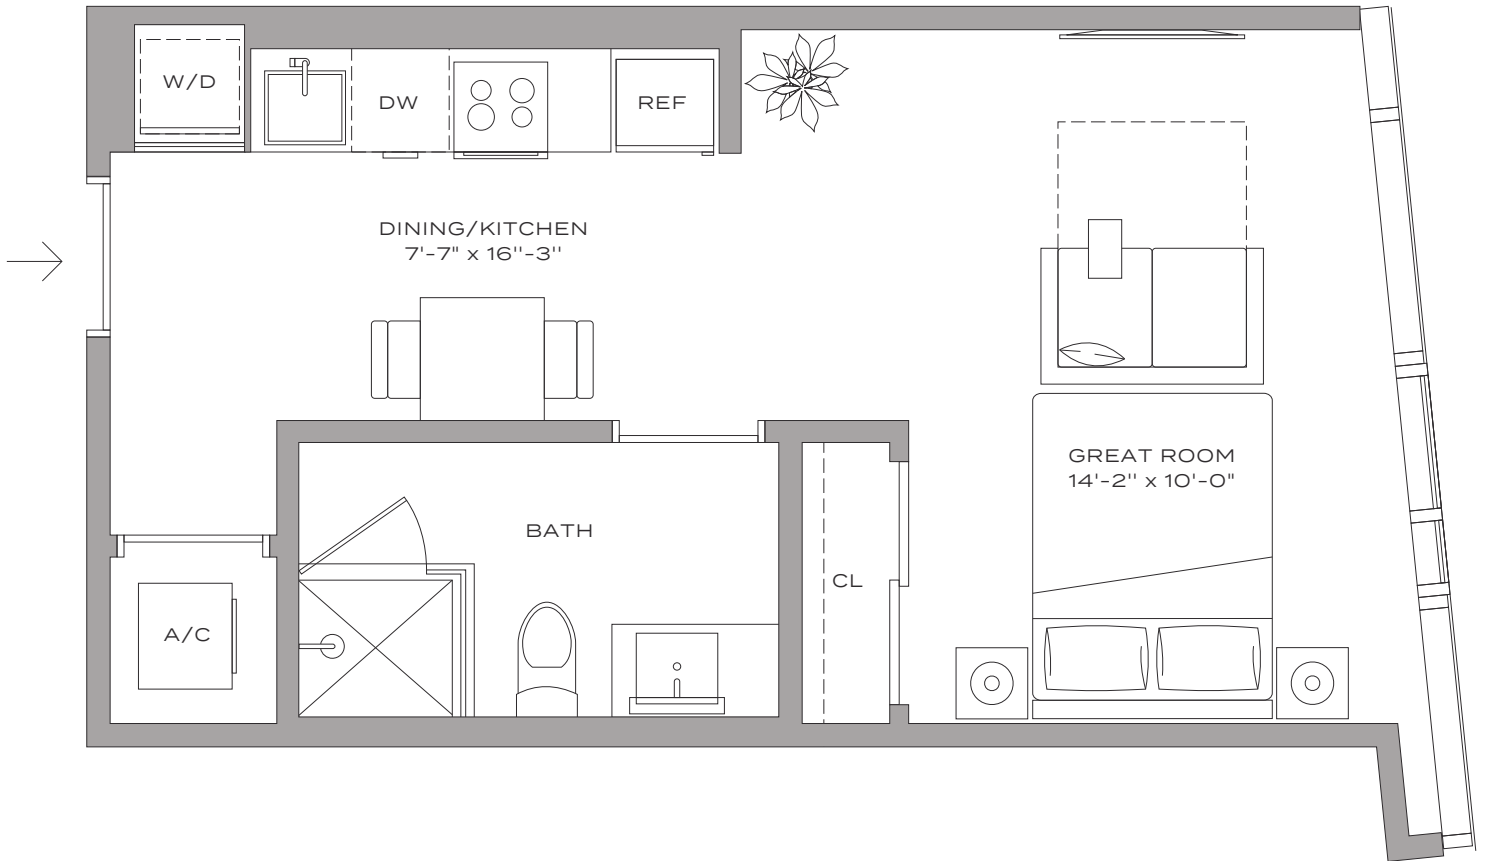 W/D
DW
REF
DINING/KITCHEN
7'-7" x 16''-3''
GREAT ROOM
14'-2'' x 10'-0"
BATH
CL
A/C